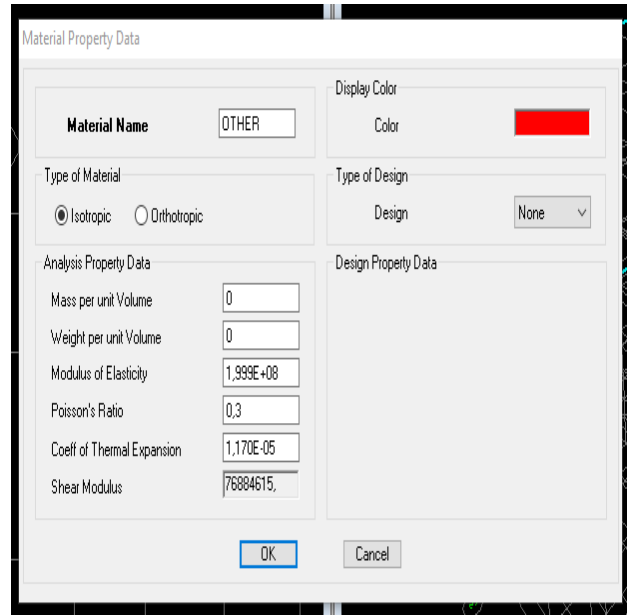 Material Property Data
Material Name OTHER
Display Color
Color
Type of Material
Isotropic Orthotropic
Type of Design
Design None
Analysis Property Data
Mass per unit Volume 0
Weight per unit Volume 0
Modulus of Elasticity 1,999E+08
Poisson's Ratio 0,3
Coeff of Thermal Expansion 1,170E-05
Shear Modulus 76884615,
Design Property Data
OK Cancel